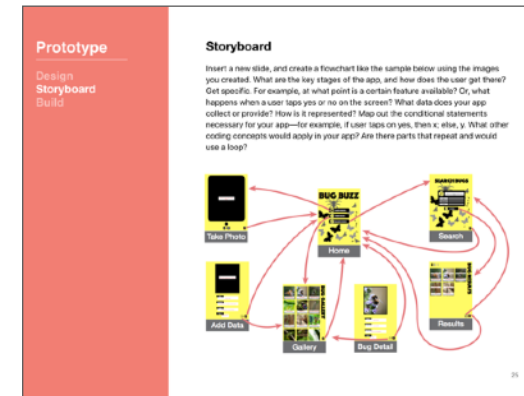 Prototype
Design
Storyboard
Build
Storyboard
Insert a new slide, and create a flowchart like the sample below using the images
you created. What are the key stages of the app, and how does the user get there?
Get specific. For example, at what point is a certain feature available? Or, what
happens when a user taps yes or no on the screen? What data does your app
collect or provide? How is it represented? Map out the conditional statements
necessary for your app—for example, if user taps on yes, then x; else, y. What other
coding concepts would apply in your app? Are there parts that repeat and would
use a loop?
BUG BUZZ
SEARCH BUGS
Take Photo
Home
Search
BUG RESULTS
BUG GALLERY
Add Data
Gallery
Bug Detail
Results